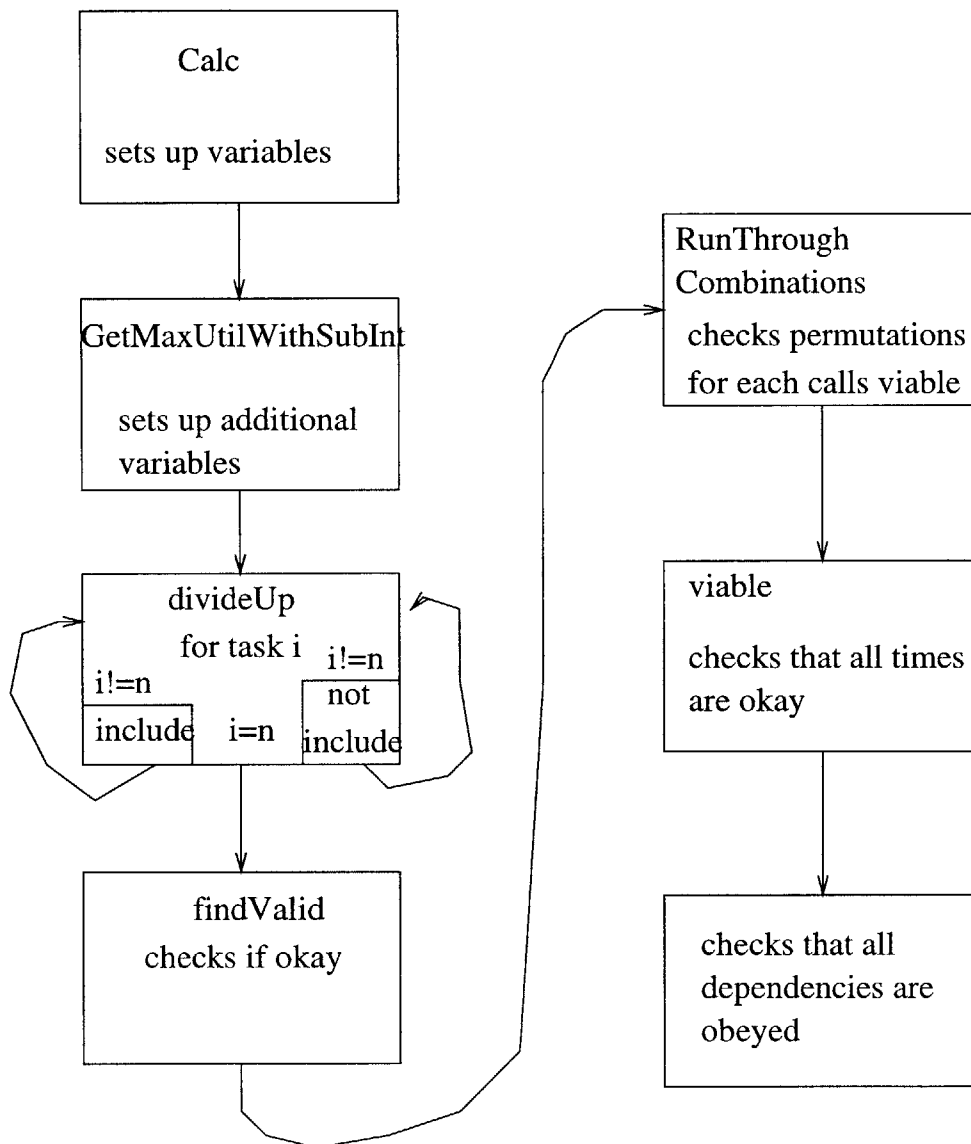 Calc
sets up variables
GetMaxUtilWithSubInt
sets up additional
variables
divideUp
for task i
i!=n
i!=n
include
i=n
not
include
findValid
checks if okay
RunThrough
Combinations
checks permutations
for each calls viable
viable
checks that all times
are okay
checks that all
dependencies are
obeyed